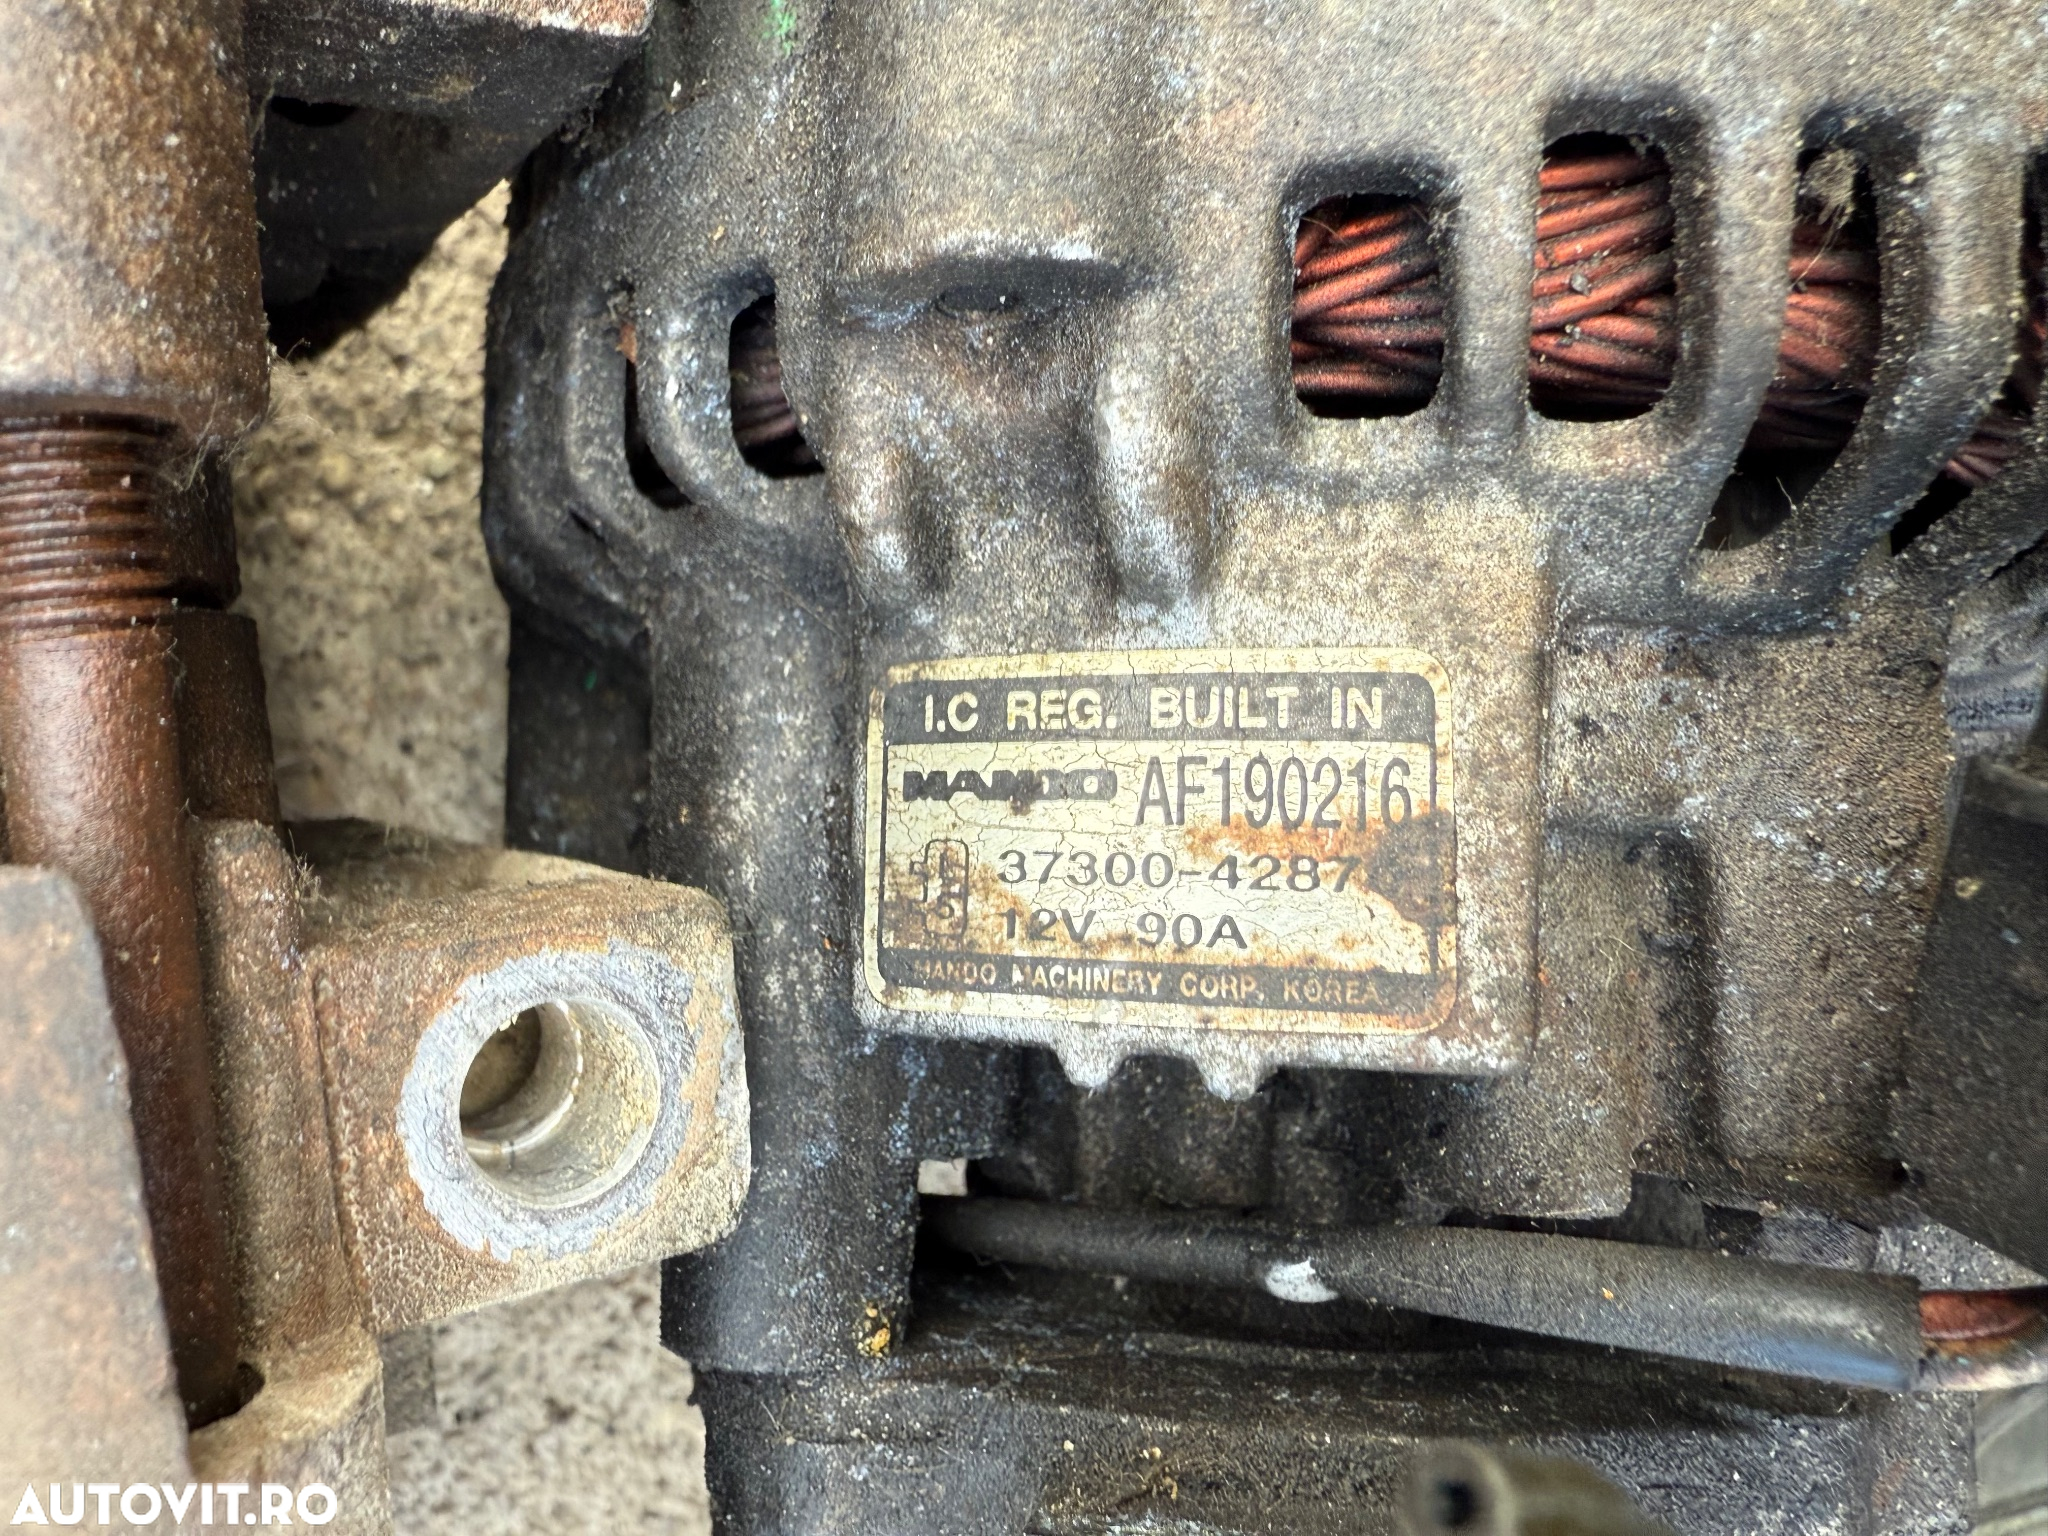 I.C REG. BUILT IN
MANDO AF190216
L S 37300-4287
12V 90A
MANDO MACHINERY CORP. KOREA
AUTOVIT.RO